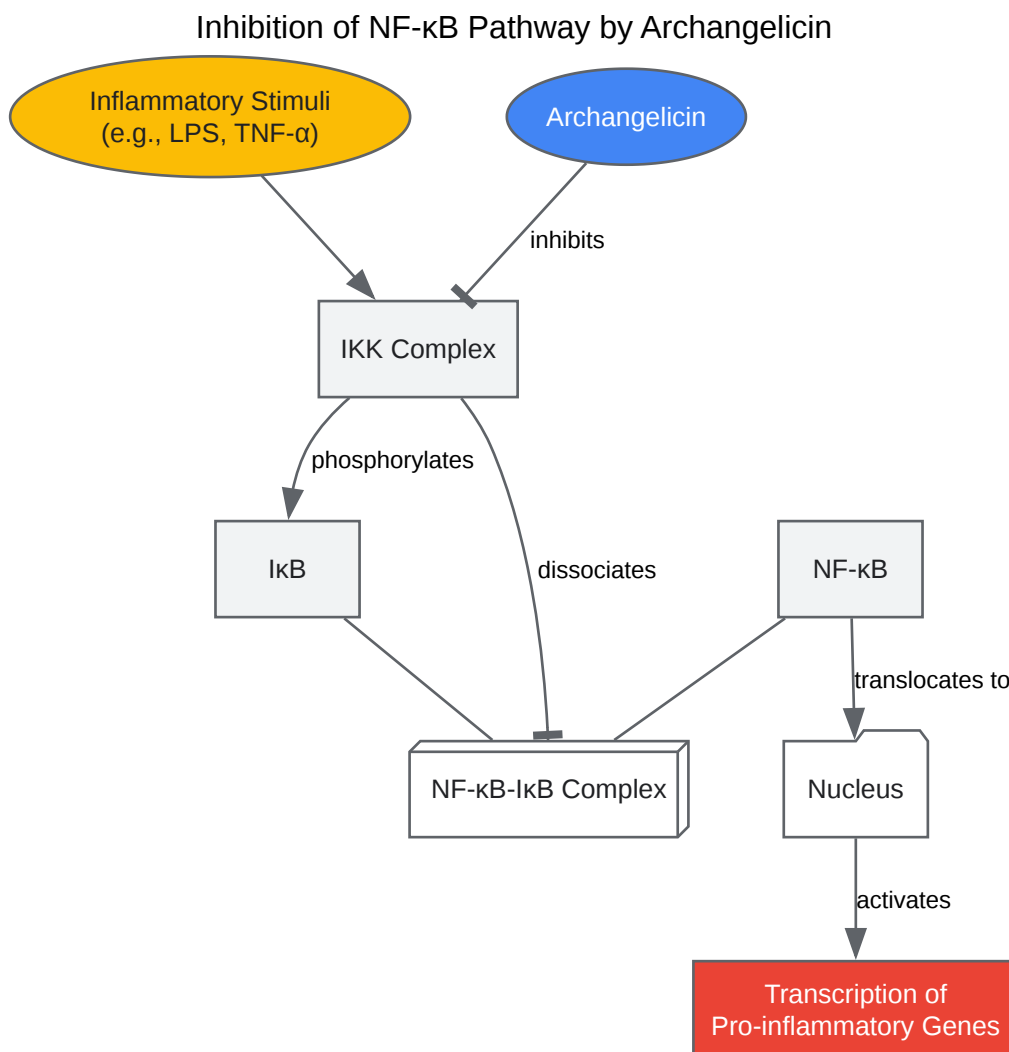 Inhibition of NF-κB Pathway by Archangelicin
Inflammatory Stimuli
(e.g., LPS, TNF-α)
Archangelicin
inhibits
IKK Complex
phosphorylates
IκB
dissociates
NF-κB
translocates to
NF-κB-IκB Complex
Nucleus
activates
Transcription of
Pro-inflammatory Genes